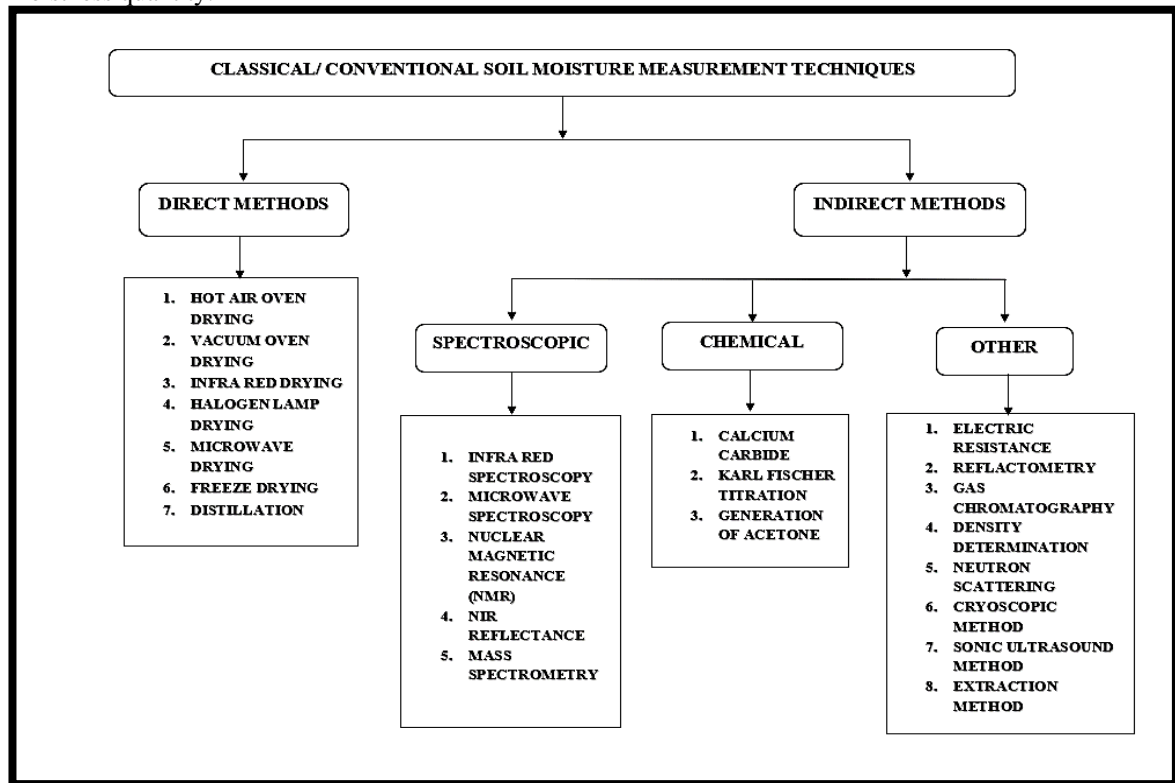 CLASSICAL/ CONVENTIONAL SOIL MOISTURE MEASUREMENT TECHNIQUES
DIRECT METHODS
INDIRECT METHODS
1. HOT AIR OVEN
DRYING
2. VACUUM OVEN
DRYING
3. INFRA RED DRYING
4. HALOGEN LAMP
DRYING
5. MICROWAVE
DRYING
6. FREEZE DRYING
7. DISTILLATION
SPECTROSCOPIC
CHEMICAL
OTHER
1. INFRA RED
SPECTROSCOPY
2. MICROWAVE
SPECTROSCOPY
3. NUCLEAR
MAGNETIC
RESONANCE
(NMR)
4. NIR
REFLECTANCE
5. MASS
SPECTROMETRY
1. CALCIUM
CARBIDE
2. KARL FISCHER
TITRATION
3. GENERATION
OF ACETONE
1. ELECTRIC
RESISTANCE
2. REFLACTOMETRY
3. GAS
CHROMATOGRAPHY
4. DENSITY
DETERMINATION
5. NEUTRON
SCATTERING
6. CRYOSCOPIC
METHOD
7. SONIC ULTRASOUND
METHOD
8. EXTRACTION
METHOD